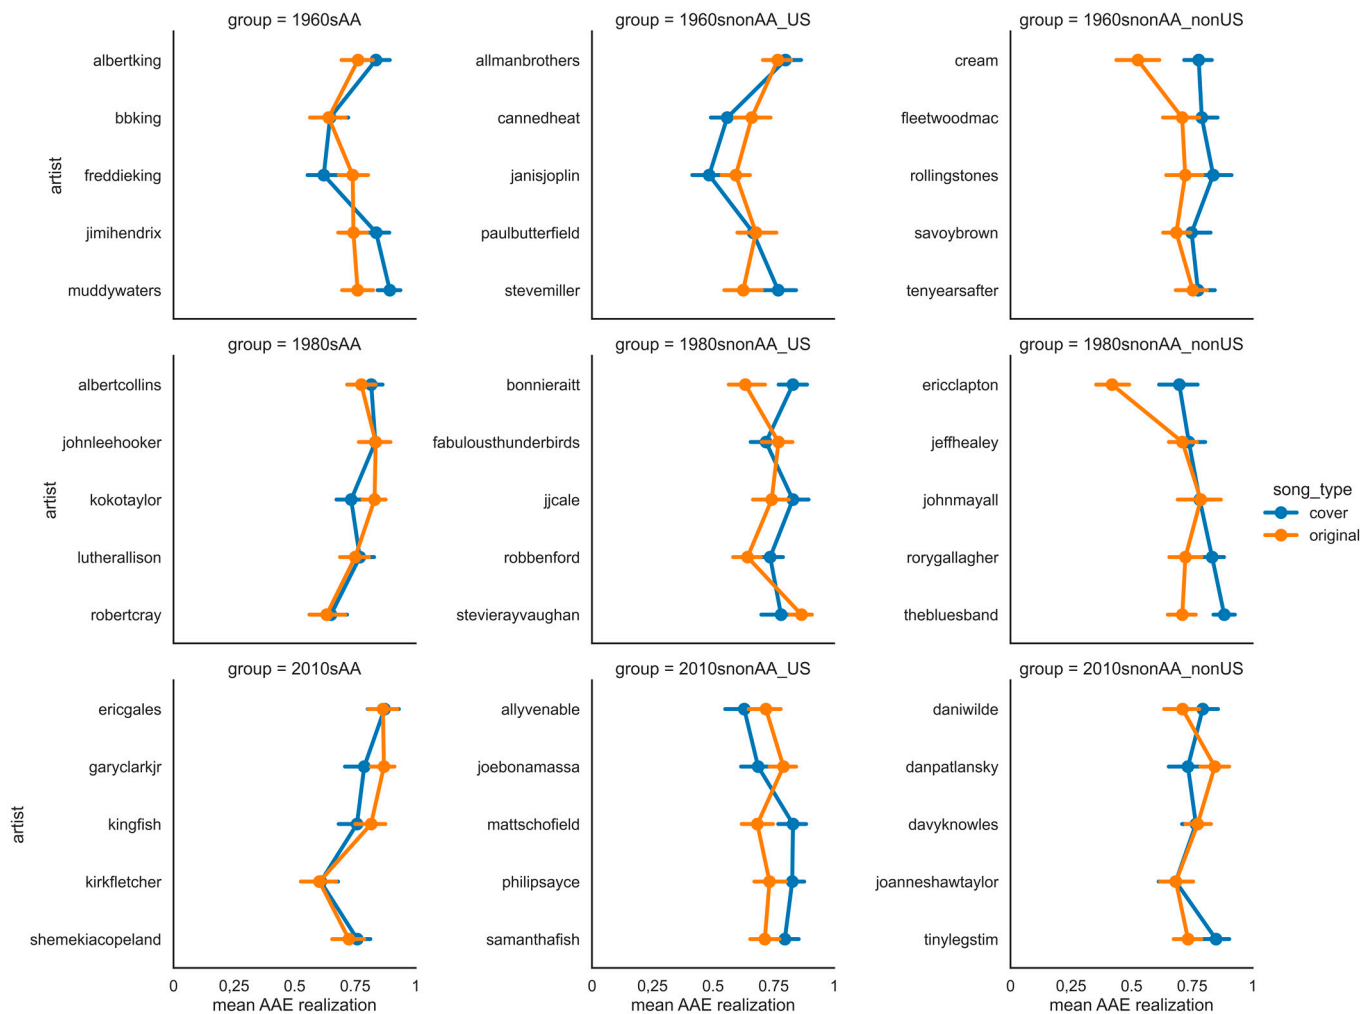 group = 1960sAA
group = 1960snonAA_US
group = 1960snonAA_nonUS
artist
albertking
bbking
freddieking
jimihendrix
muddywaters
allmanbrothers
cannedheat
janisjoplin
paulbutterfield
stevemiller
cream
fleetwoodmac
rollingstones
savoybrown
tenyearsafter
group = 1980sAA
group = 1980snonAA_US
group = 1980snonAA_nonUS
artist
albertcollins
johnleehooker
kokotaylor
lutherallison
robertcray
bonnieraitt
fabulousthunderbirds
jjcale
robbenford
stevierayvaughan
ericclapton
jeffhealey
johnmayall
rorygallagher
thebluesband
song_type
cover
original
group = 2010sAA
group = 2010snonAA_US
group = 2010snonAA_nonUS
artist
ericgales
garyclarkjr
kingfish
kirkfletcher
shemekiacopeland
allyvenable
joebonamassa
mattschofield
philipsayce
samanthafish
daniwilde
danpatlansky
davyknowles
joanneshawtaylor
tinylegstim
0 0,25 0.5 0.75 1
0 0,25 0.5 0.75 1
0 0,25 0.5 0.75 1
mean AAE realization
mean AAE realization
mean AAE realization